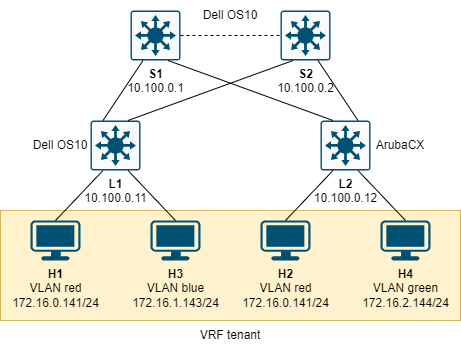 Dell OS10
S1
10.100.0.1
S2
10.100.0.2
Dell OS10
ArubaCX
L1
10.100.0.11
L2
10.100.0.12
H1
VLAN red
172.16.0.141/24
H3
VLAN blue
172.16.1.143/24
H2
VLAN red
172.16.0.141/24
H4
VLAN green
172.16.2.144/24
VRF tenant